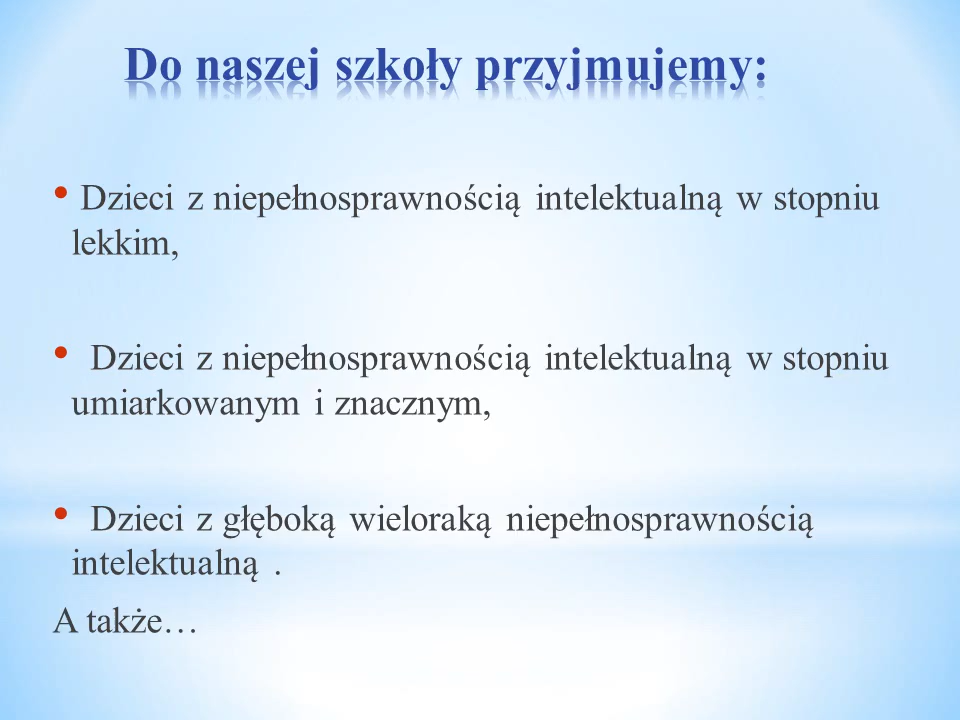 Do naszej szkoły przyjmujemy:
• Dzieci z niepełnosprawnością intelektualną w stopniu
lekkim,
• Dzieci z niepełnosprawnością intelektualną w stopniu
umiarkowanym i znacznym,
• Dzieci z głęboką wieloraką niepełnosprawnością
intelektualną .
A także…